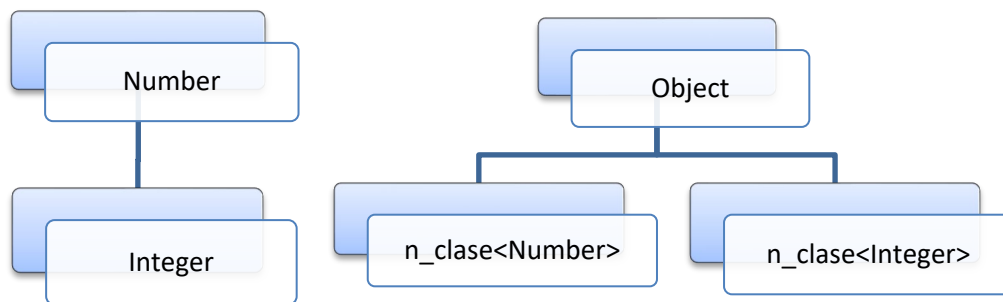 Number
Integer
Object
n_clase<Number>
n_clase<Integer>